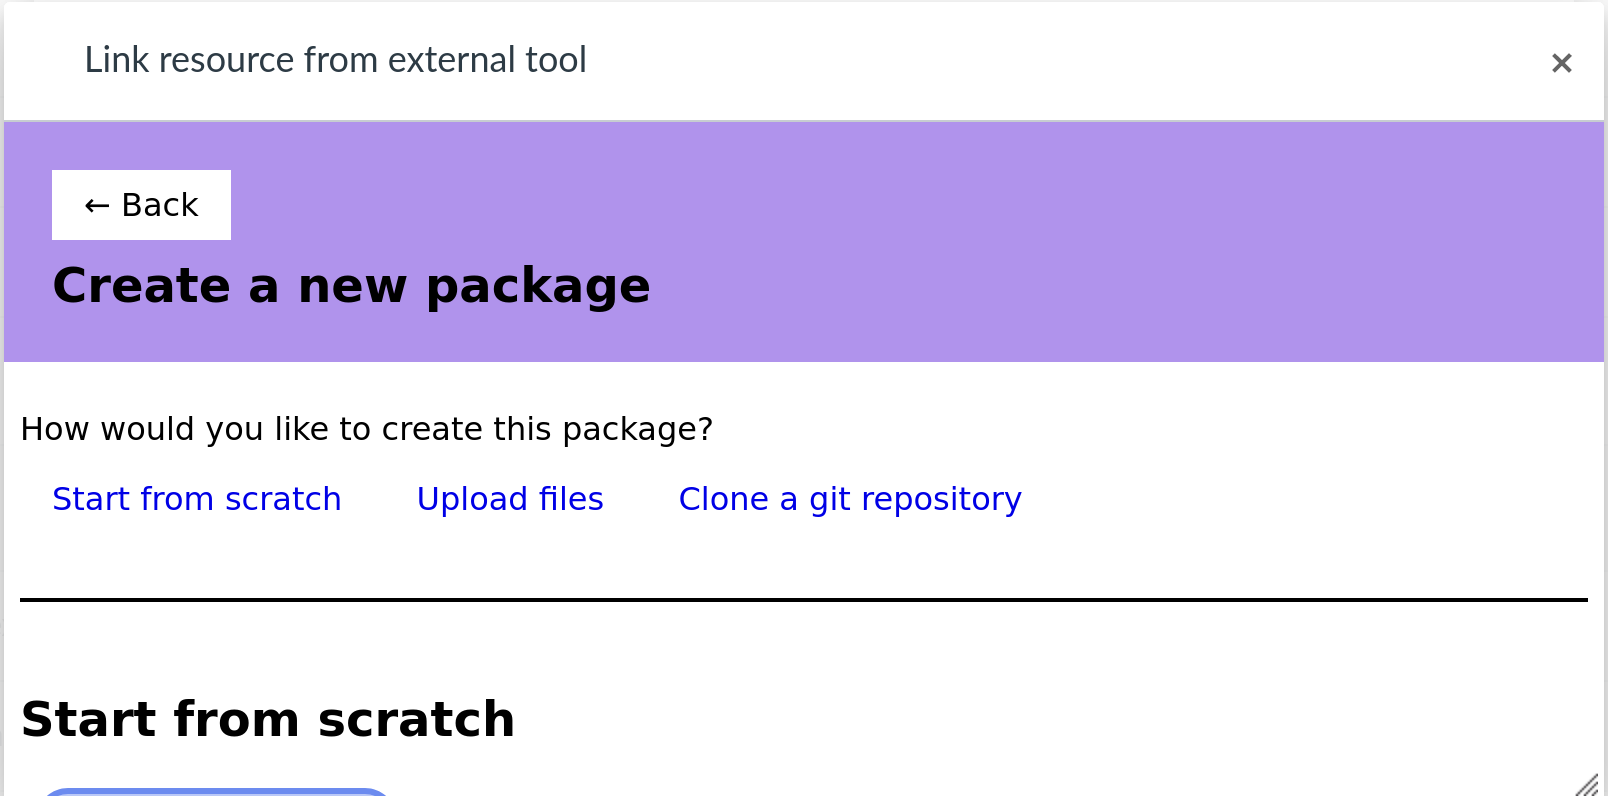 Link resource from external tool
×
← Back
Create a new package
How would you like to create this package?
Start from scratch Upload files Clone a git repository
Start from scratch